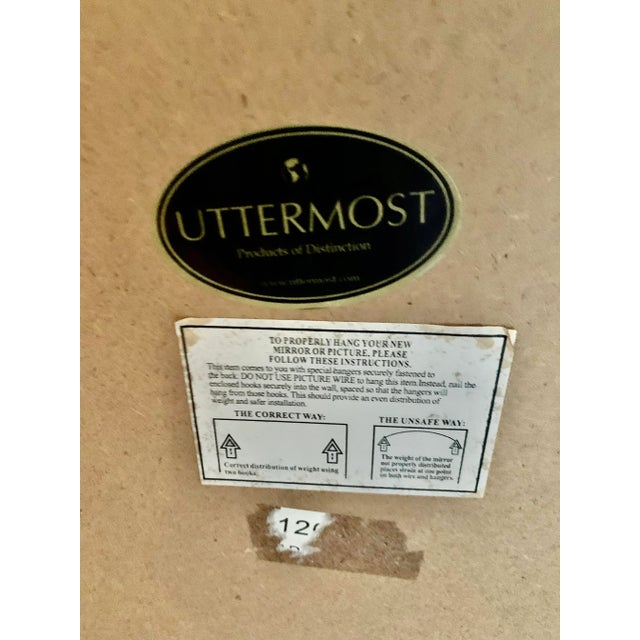 UTTERMOST
Products of Distinction
www.uttermost.com
TO PROPERLY HANG YOUR NEW
MIRROR OR PICTURE, PLEASE
FOLLOW THESE INSTRUCTIONS.
This item comes to you with special hangers securely fastened to
the back. DO NOT USE PICTURE WIRE to hang this item Instead, nail the
enclosed hooks securely into the wall, spaced so that the hangers will
hang from those hooks. This should provide an even distribution of
weight and safer installation.
THE CORRECT WAY:
Correct distribution of weight using
two hooks.
THE UNSAFE WAY:
The weight of the mirror
not properly distributed
places strain at one point
on both wire and hangers.
12